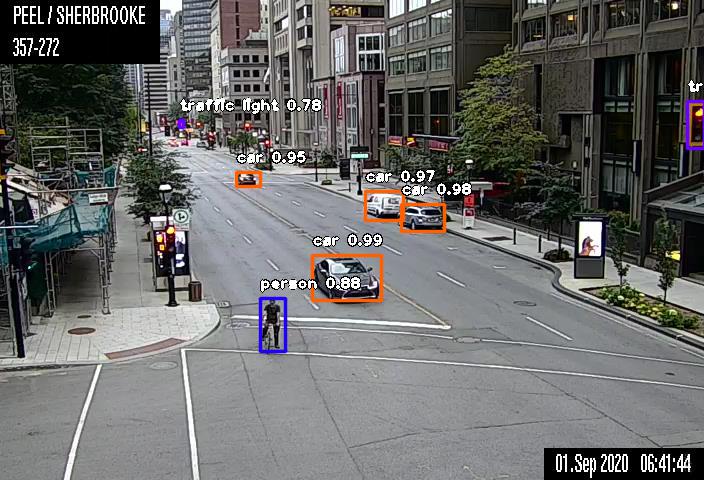 PEEL / SHERBROOKE
357-272
traffic light 0.78
tr
car 0.95
car 0.97
car 0.98
car 0.99
person 0.88
01.Sep 2020 06:41:44